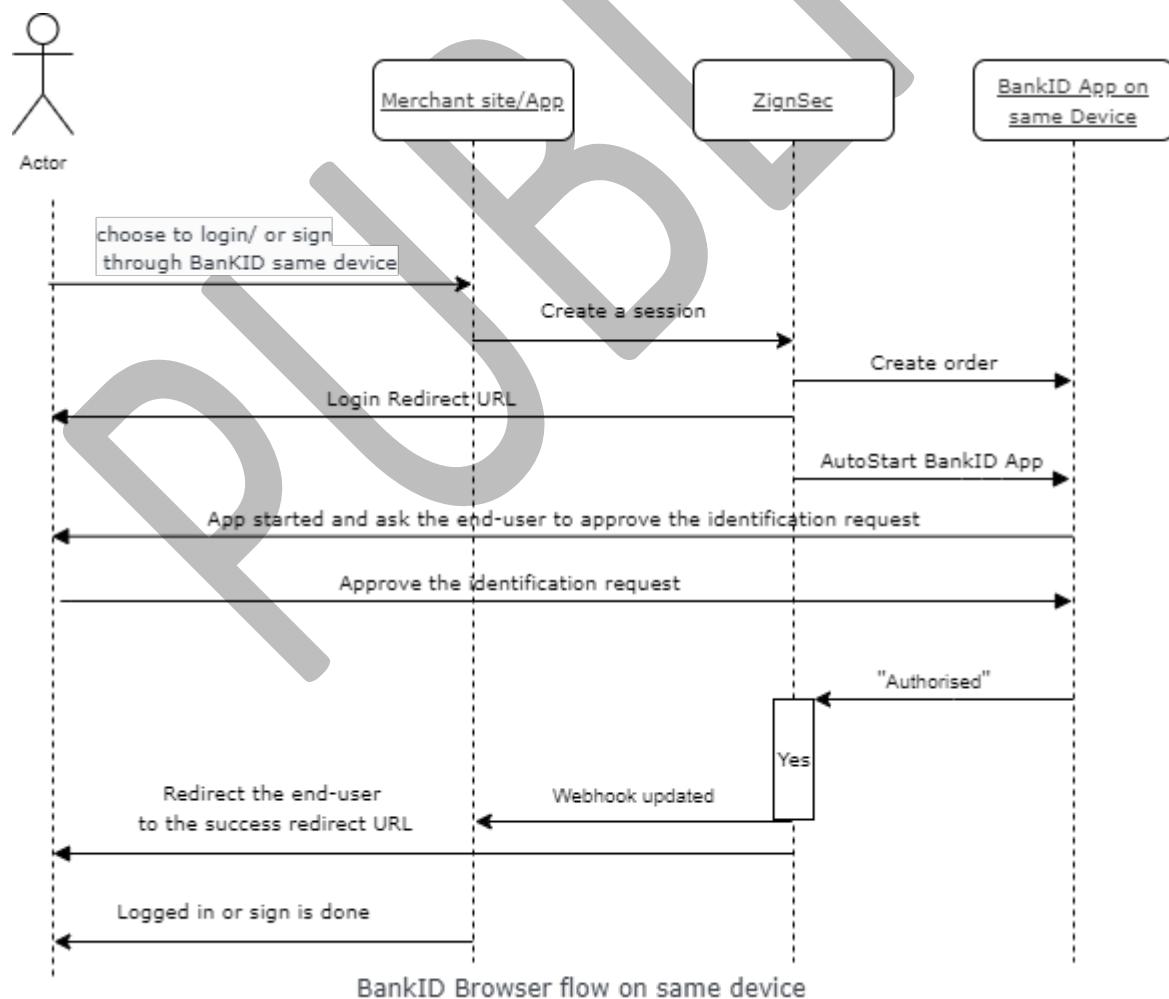 Merchant site/App
ZignSec
BankID App on
same Device
Actor
choose to login/ or sign
through BanKID same device
Create a session
Create order
Login Redirect URL
AutoStart BankID App
App started and ask the end-user to approve the identification request
Approve the identification request
"Authorised"
Yes
Redirect the end-user
to the success redirect URL
Webhook updated
Logged in or sign is done
BankID Browser flow on same device